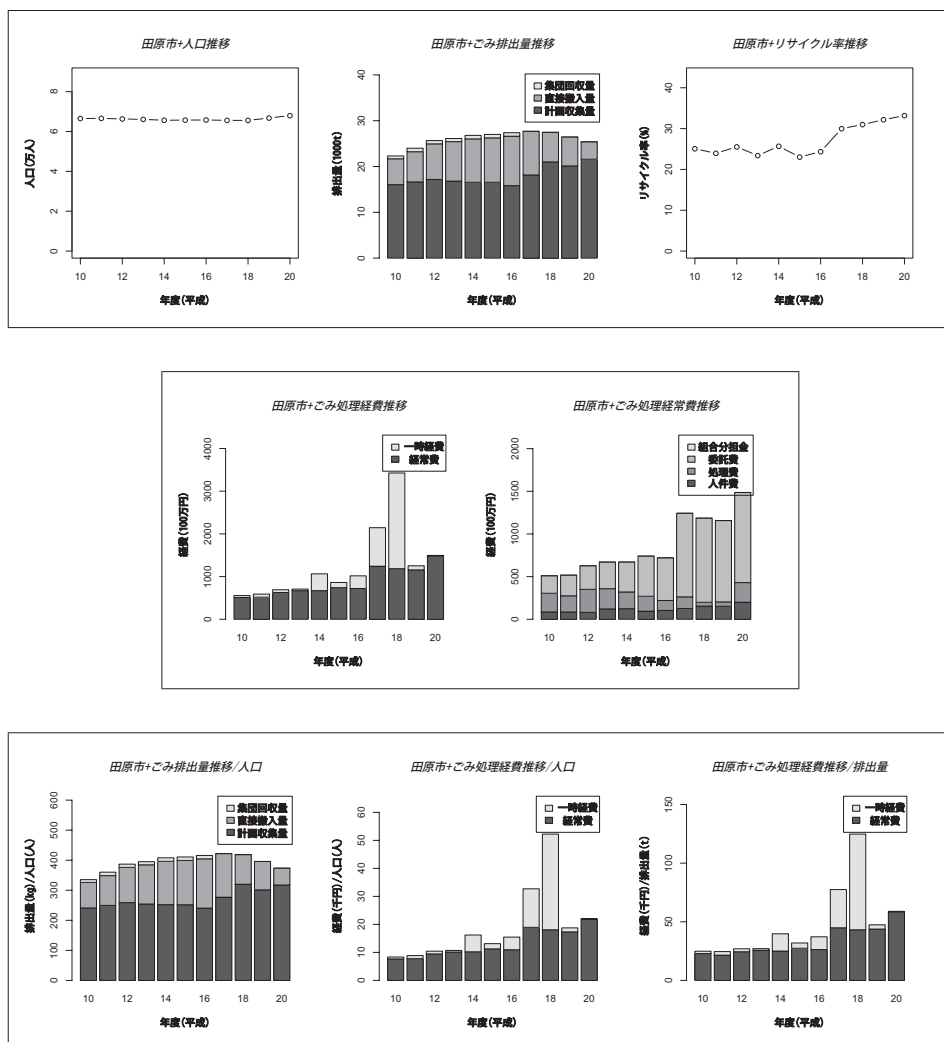 田原市+人口推移
人口(万人)
0 2 4 6 8
10 12 14 16 18 20
年度(平成)
田原市+ごみ排出量推移
排出量(1000t)
0 10 20 30 40
集団回収量
直接搬入量
計画収集量
10 12 14 16 18 20
年度(平成)
田原市+リサイクル率推移
リサイクル率(%)
0 10 20 30 40
10 12 14 16 18 20
年度(平成)
田原市+ごみ処理経費推移
経費(100万円)
0 1000 2000 3000 4000
一時経費
経常費
10 12 14 16 18 20
年度(平成)
田原市+ごみ処理経常費推移
経費(100万円)
0 500 1000 1500 2000
組合分担金
委託費
処理費
人件費
10 12 14 16 18 20
年度(平成)
田原市+ごみ排出量推移/人口
排出量(kg)/人口(人)
0 100 200 300 400 500 600
集団回収量
直接搬入量
計画収集量
10 12 14 16 18 20
年度(平成)
田原市+ごみ処理経費推移/人口
経費(千円)/人口(人)
0 10 20 30 40 50 60
一時経費
経常費
10 12 14 16 18 20
年度(平成)
田原市+ごみ処理経費推移/排出量
経費(千円)/排出量(t)
0 50 100 150
一時経費
経常費
10 12 14 16 18 20
年度(平成)